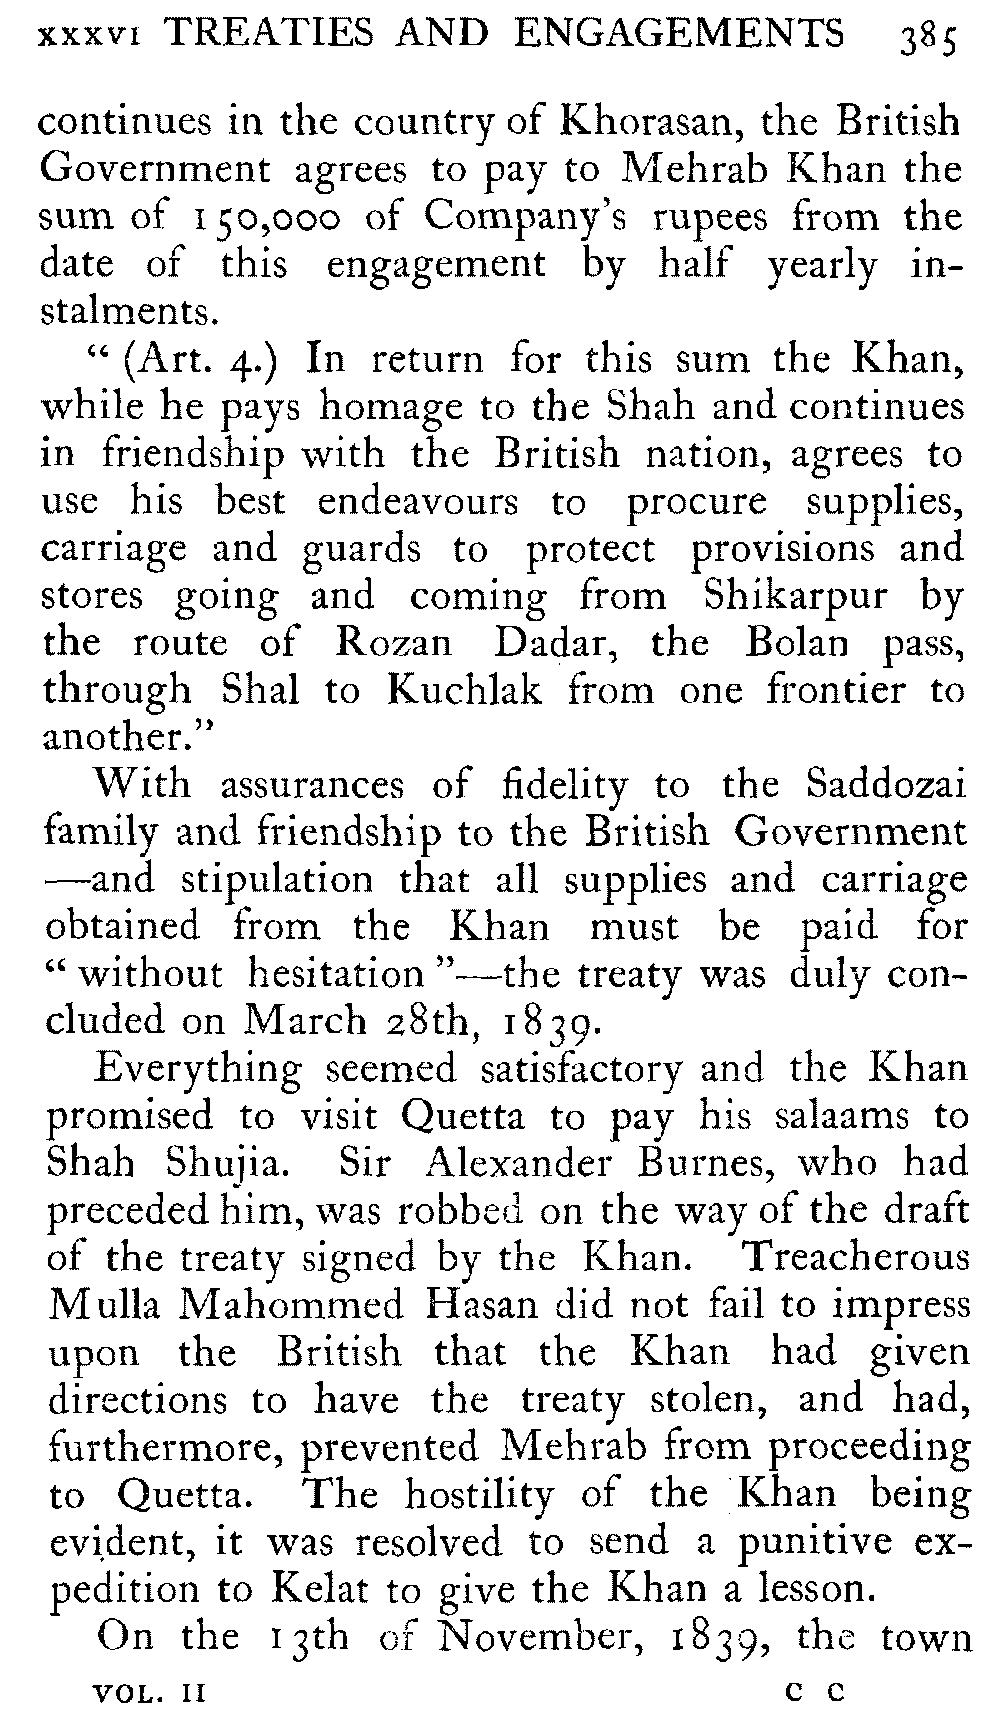 xxxvi TREATIES AND ENGAGEMENTS 385
continues in the country of Khorasan, the British
Government agrees to pay to Mehrab Khan the
sum of 150,000 of Company's rupees from the
date of this engagement by half yearly in-
stalments.
“ (Art. 4.) In return for this sum the Khan,
while he pays homage to the Shah and continues
in friendship with the British nation, agrees to
use his best endeavours to procure supplies,
carriage and guards to protect provisions and
stores going and coming from Shikarpur by
the route of Rozan Dadar, the Bolan pass,
through Shal to Kuchlak from one frontier to
another.”
With assurances of fidelity to the Saddozai
family and friendship to the British Government
—and stipulation that all supplies and carriage
obtained from the Khan must be paid for
“ without hesitation ”—the treaty was duly con-
cluded on March 28th, 1839.
Everything seemed satisfactory and the Khan
promised to visit Quetta to pay his salaams to
Shah Shujia. Sir Alexander Burnes, who had
preceded him, was robbed on the way of the draft
of the treaty signed by the Khan. Treacherous
Mulla Mahommed Hasan did not fail to impress
upon the British that the Khan had given
directions to have the treaty stolen, and had,
furthermore, prevented Mehrab from proceeding
to Quetta. The hostility of the Khan being
evident, it was resolved to send a punitive ex-
pedition to Kelat to give the Khan a lesson.
On the 13th of November, 1839, the town
VOL. II C C